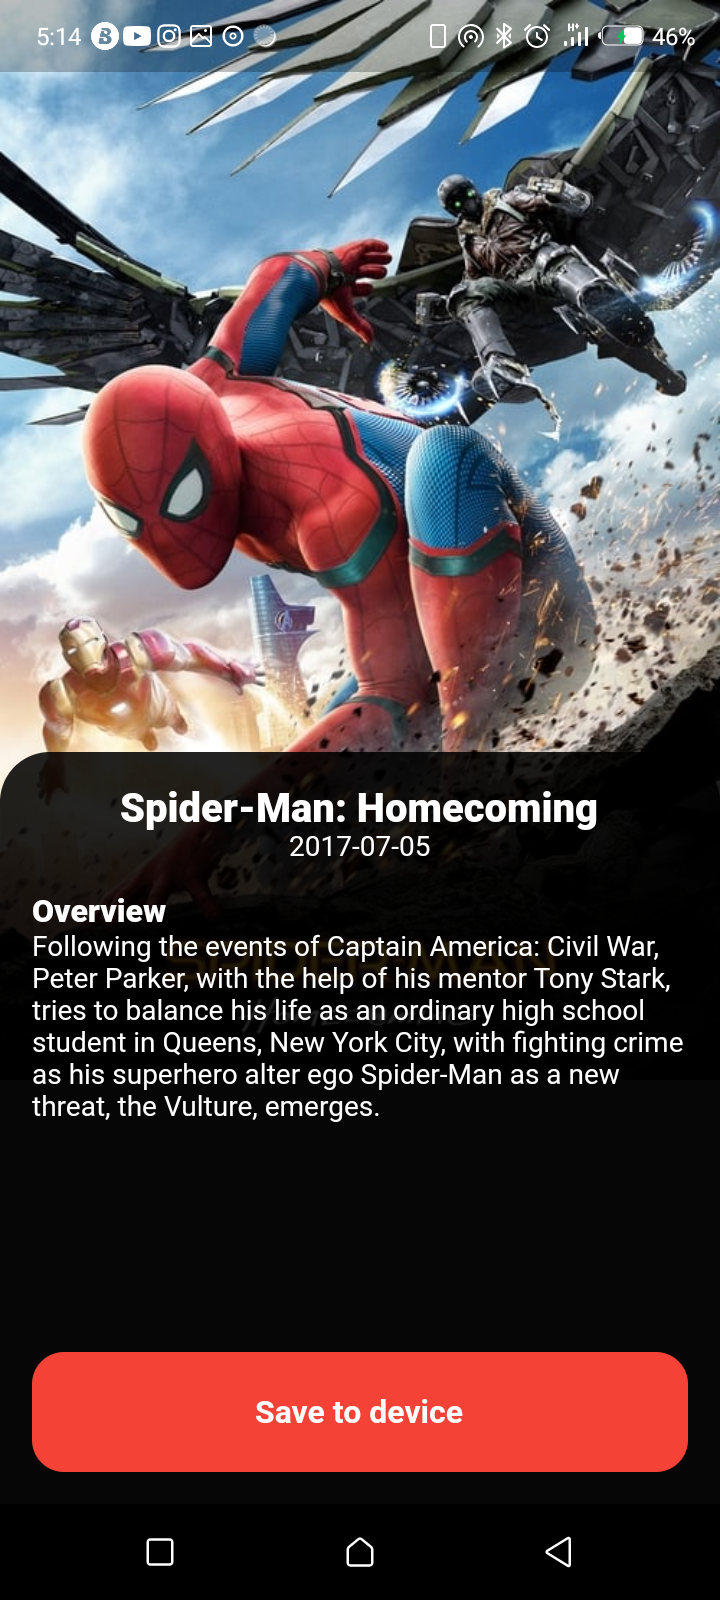 5:14 46%
Spider-Man: Homecoming
2017-07-05
Overview
Following the events of Captain America: Civil War,
Peter Parker, with the help of his mentor Tony Stark,
tries to balance his life as an ordinary high school
student in Queens, New York City, with fighting crime
as his superhero alter ego Spider-Man as a new
threat, the Vulture, emerges.
Save to device